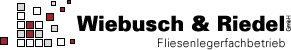 Wiebusch & Riedel GmbH
Fliesenlegerfachbetrieb